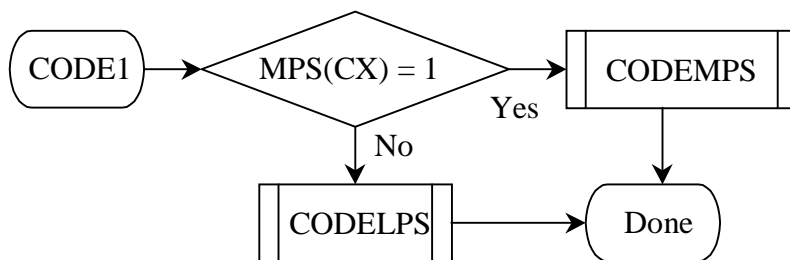 CODE1
MPS(CX) = 1
CODEMPS
Yes
No
CODELPS
Done